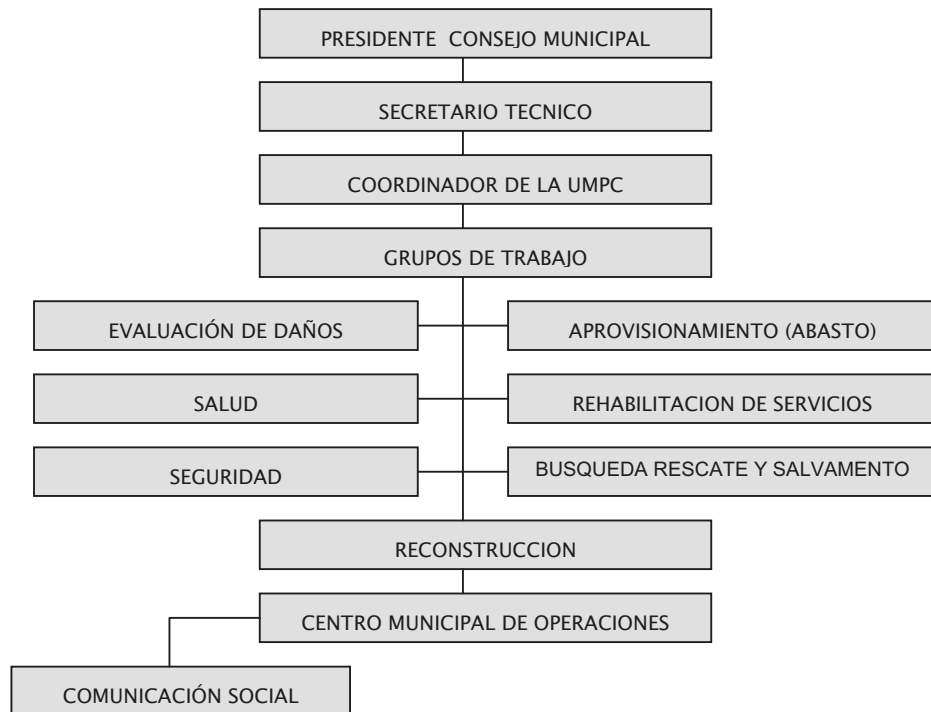 PRESIDENTE CONSEJO MUNICIPAL
SECRETARIO TECNICO
COORDINADOR DE LA UMPC
GRUPOS DE TRABAJO
EVALUACIÓN DE DAÑOS
APROVISIONAMIENTO (ABASTO)
SALUD
REHABILITACION DE SERVICIOS
SEGURIDAD
BUSQUEDA RESCATE Y SALVAMENTO
RECONSTRUCCION
CENTRO MUNICIPAL DE OPERACIONES
COMUNICACIÓN SOCIAL